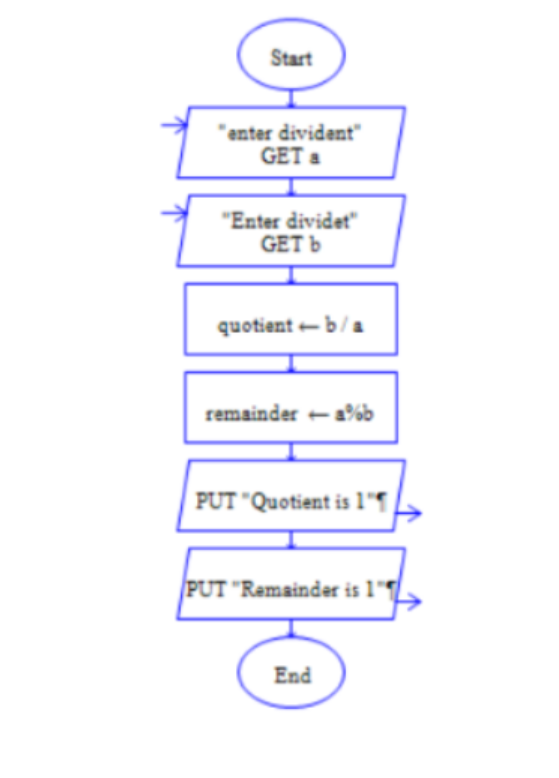 Start
"enter divident"
GET a
"Enter dividet"
GET b
quotient ← b / a
remainder ← a%b
PUT "Quotient is 1"¶
PUT "Remainder is 1"¶
End